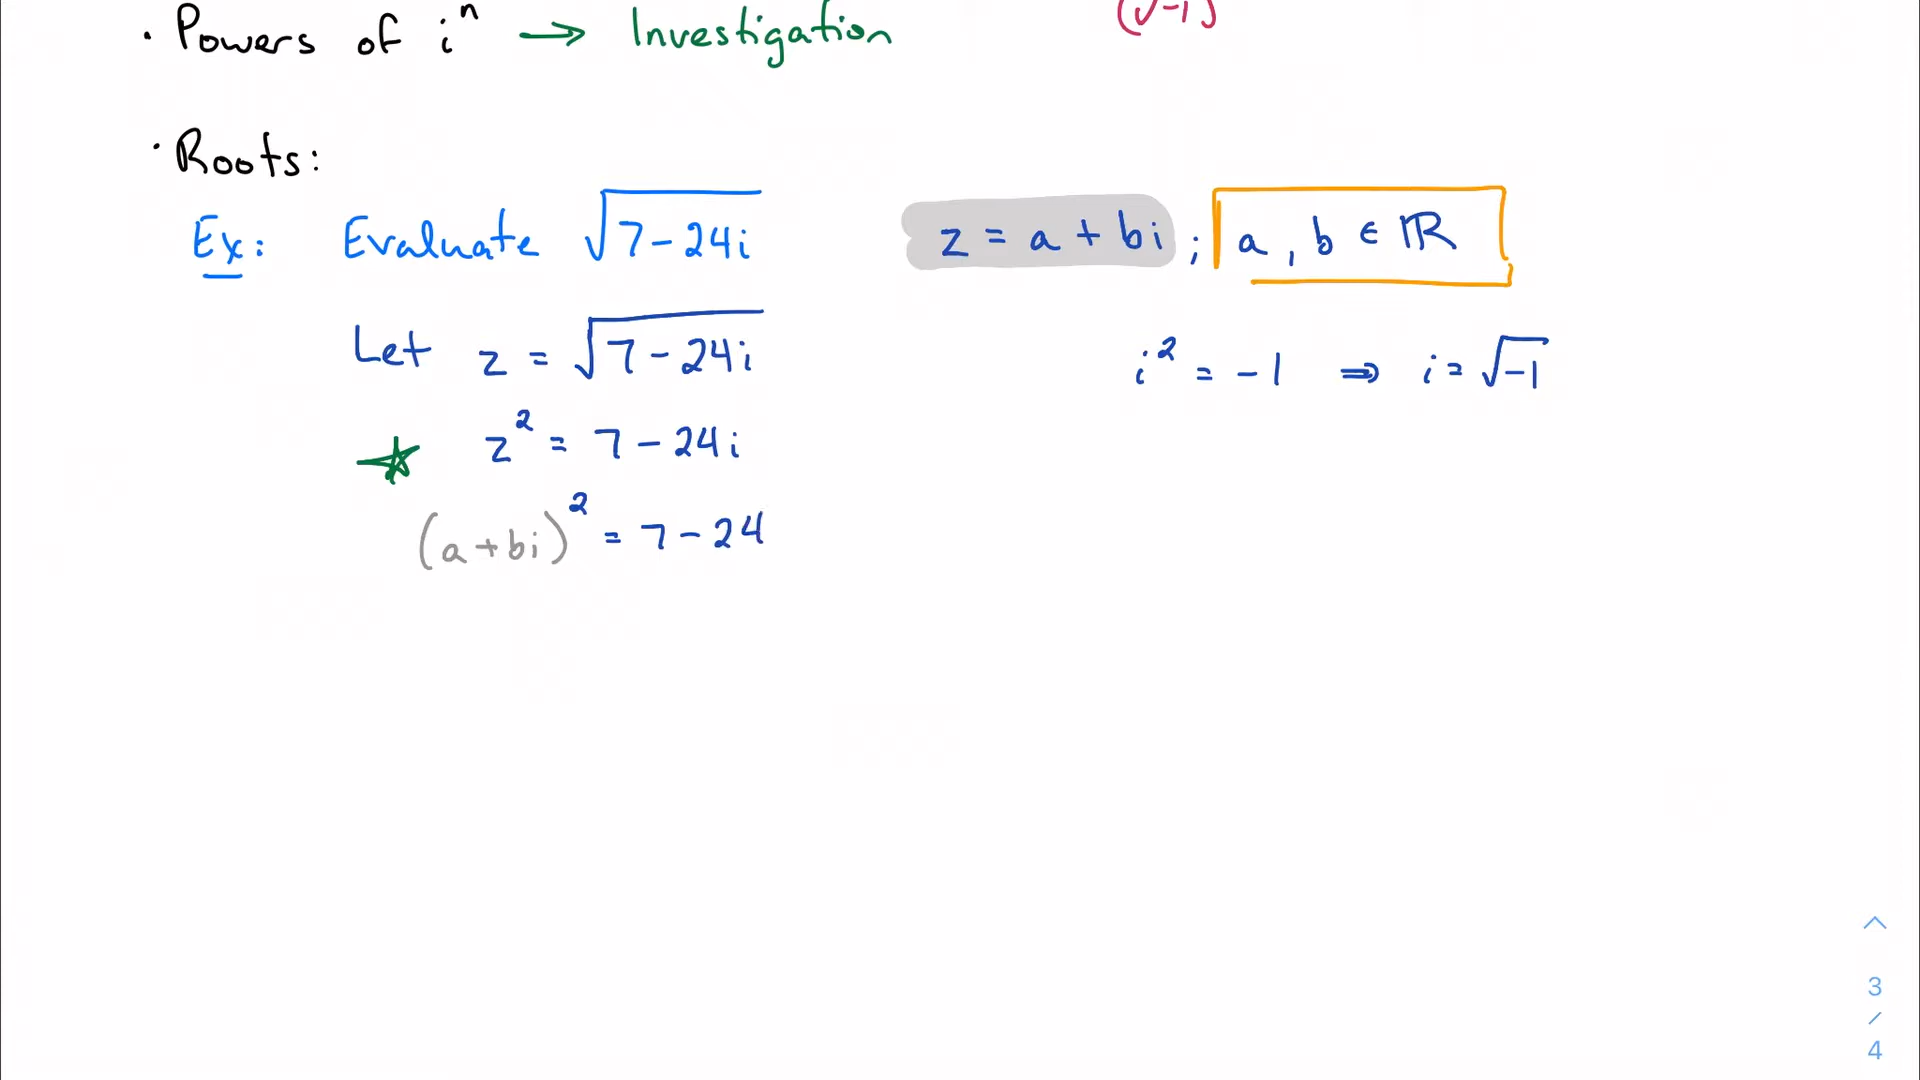 (√-1)
· Powers of iⁿ → Investigation
· Roots:
Ex: Evaluate √(7-24i)
z = a + bi ; a, b ∈ ℝ
Let z = √(7-24i)
i² = -1 ⇒ i = √-1
☆ z² = 7-24i
(a+bi)² = 7-24
^
3
/
4